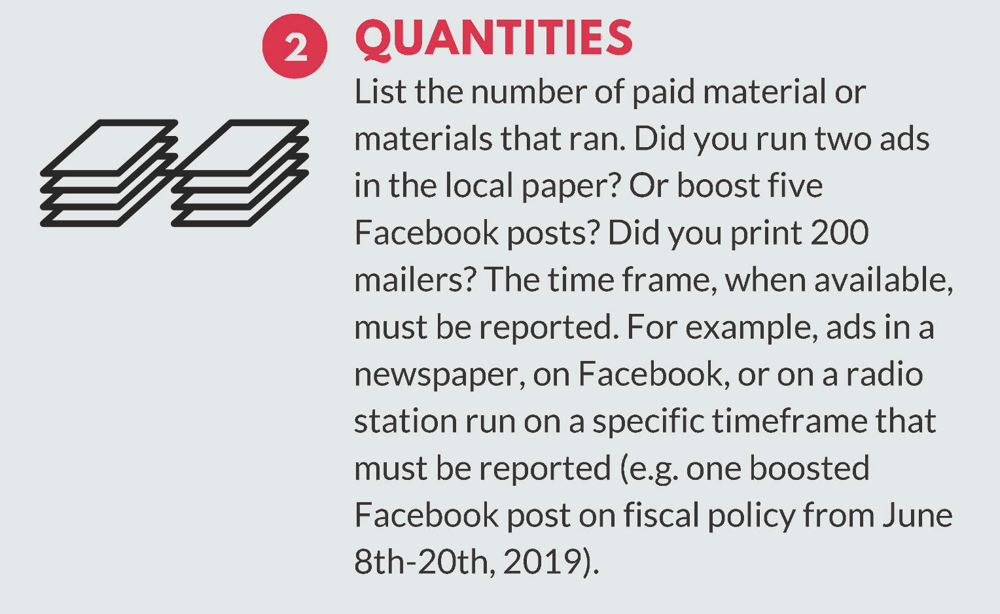 2 QUANTITIES
List the number of paid material or
materials that ran. Did you run two ads
in the local paper? Or boost five
Facebook posts? Did you print 200
mailers? The time frame, when available,
must be reported. For example, ads in a
newspaper, on Facebook, or on a radio
station run on a specific timeframe that
must be reported (e.g. one boosted
Facebook post on fiscal policy from June
8th-20th, 2019).